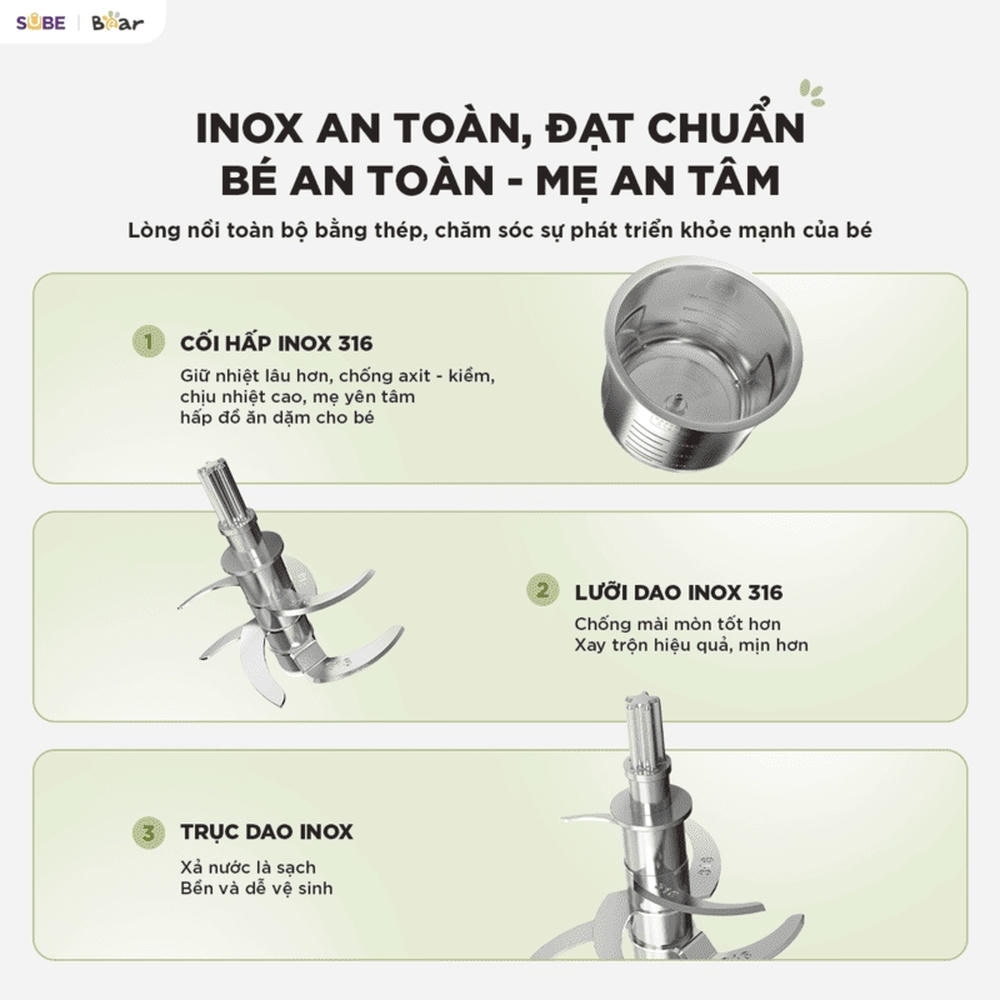 SUBE | Bear
INOX AN TOÀN, ĐẠT CHUẨN
BÉ AN TOÀN - MẸ AN TÂM
Lòng nồi toàn bộ bằng thép, chăm sóc sự phát triển khỏe mạnh của bé
1 CỐI HẤP INOX 316
Giữ nhiệt lâu hơn, chống axit - kiềm,
chịu nhiệt cao, mẹ yên tâm
hấp đồ ăn dặm cho bé
2 LƯỠI DAO INOX 316
Chống mài mòn tốt hơn
Xay trộn hiệu quả, mịn hơn
3 TRỤC DAO INOX
Xả nước là sạch
Bền và dễ vệ sinh
316